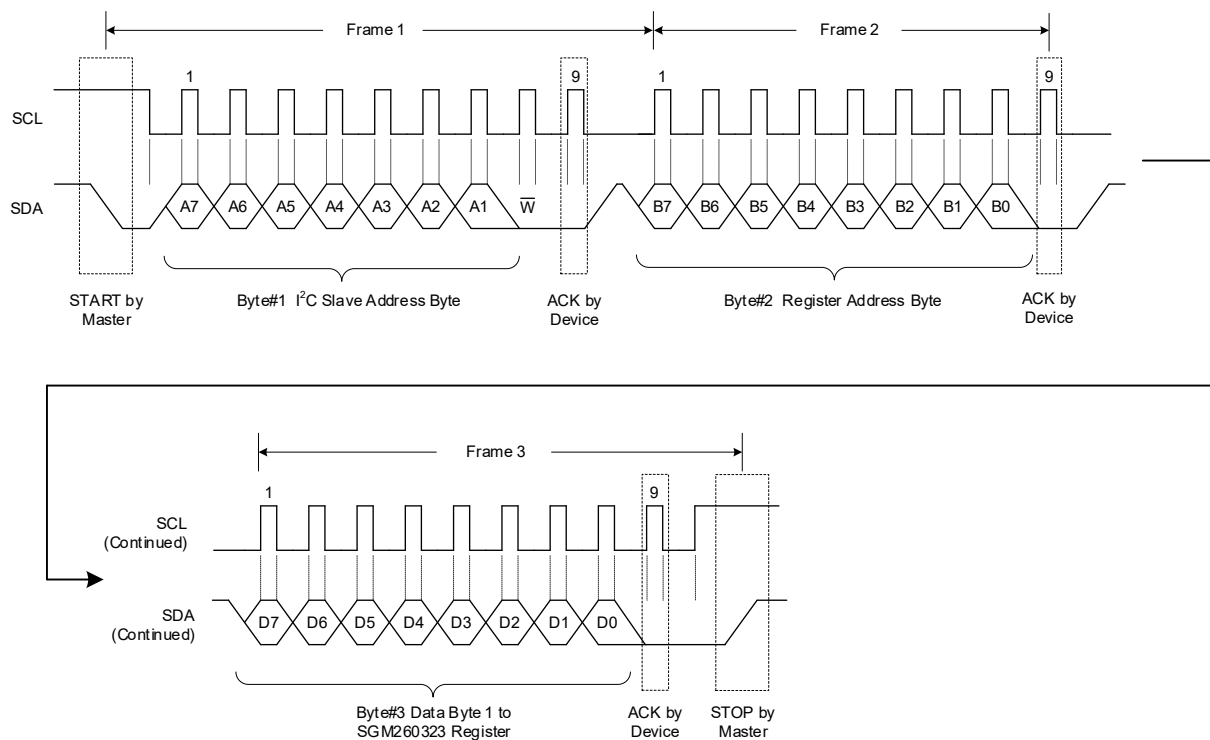 Frame 1
Frame 2
1
9
1
9
SCL
SDA
A7 A6 A5 A4 A3 A2 A1 W̅ B7 B6 B5 B4 B3 B2 B1 B0
START by
Master
Byte#1 I²C Slave Address Byte
ACK by
Device
Byte#2 Register Address Byte
ACK by
Device
Frame 3
1
9
SCL
(Continued)
SDA
(Continued)
D7 D6 D5 D4 D3 D2 D1 D0
Byte#3 Data Byte 1 to
SGM260323 Register
ACK by
Device
STOP by
Master